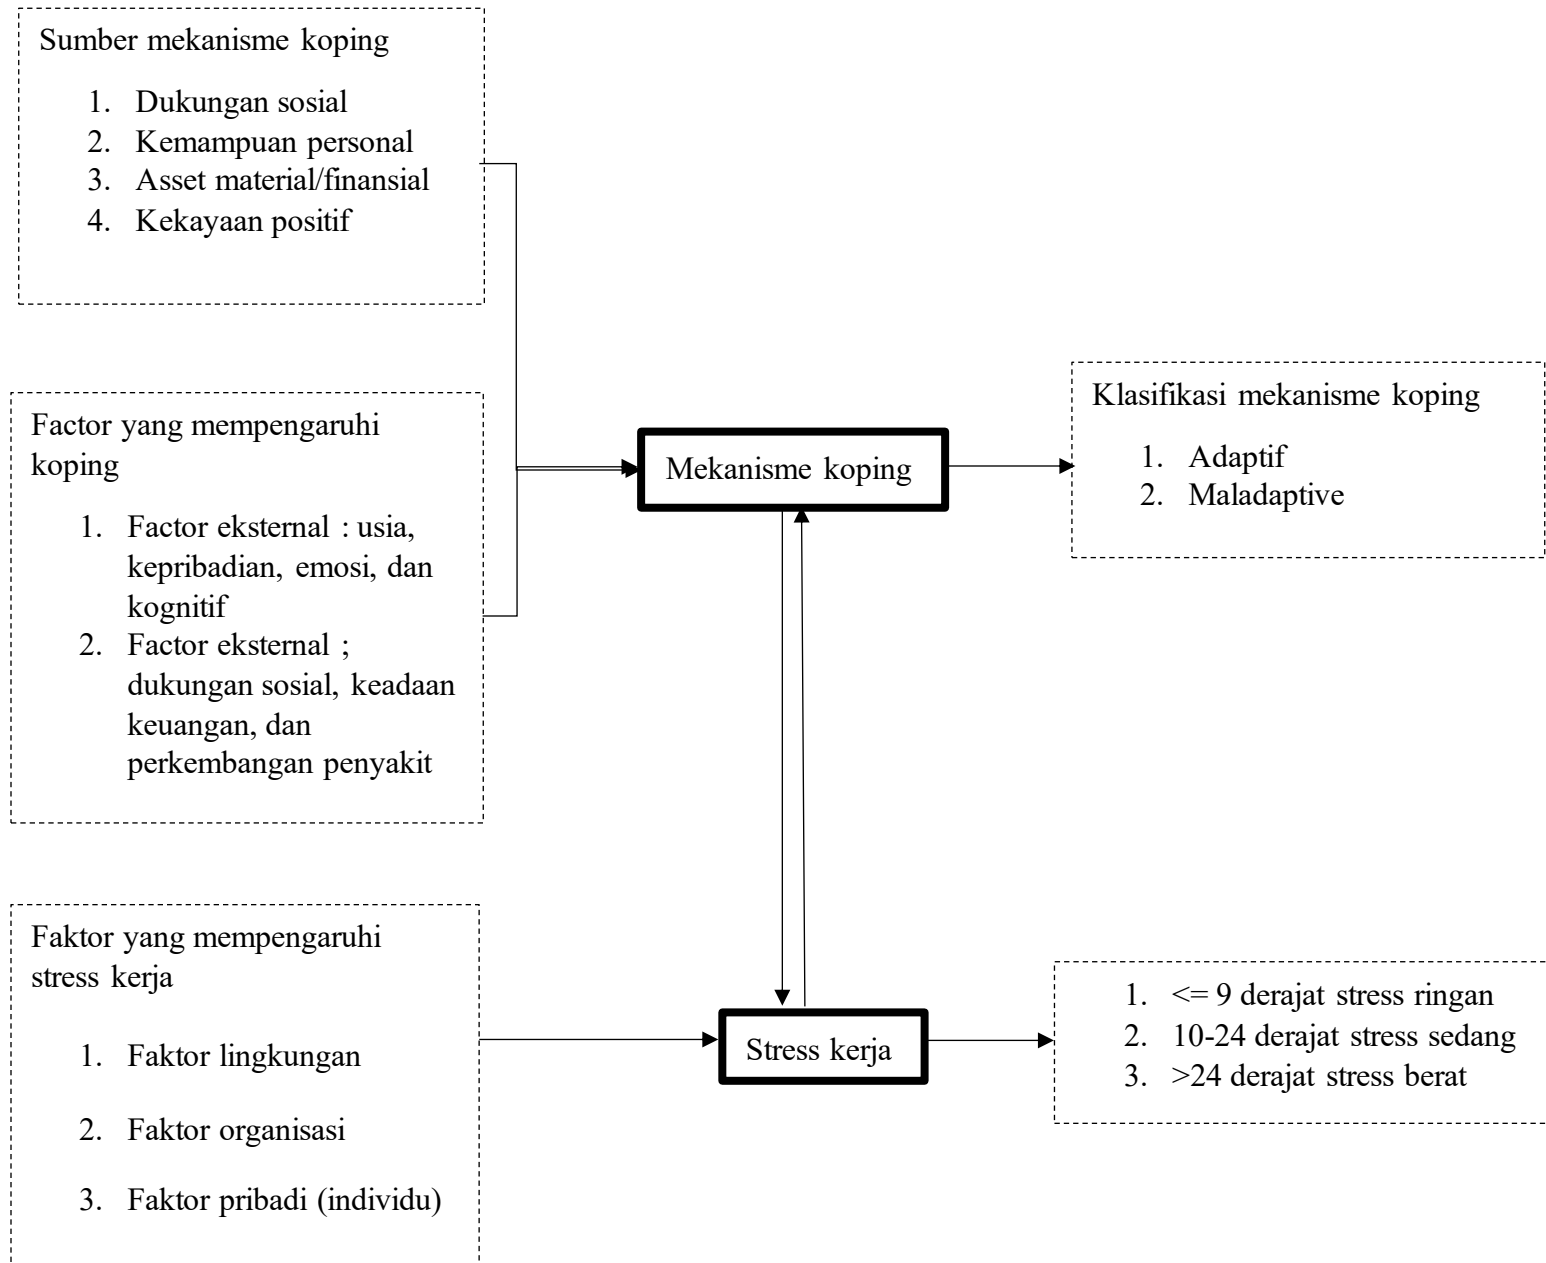 Sumber mekanisme koping
1. Dukungan sosial
2. Kemampuan personal
3. Asset material/finansial
4. Kekayaan positif
Factor yang mempengaruhi
koping
1. Factor eksternal : usia,
kepribadian, emosi, dan
kognitif
2. Factor eksternal ;
dukungan sosial, keadaan
keuangan, dan
perkembangan penyakit
Mekanisme koping
Klasifikasi mekanisme koping
1. Adaptif
2. Maladaptive
Faktor yang mempengaruhi
stress kerja
1. Faktor lingkungan
2. Faktor organisasi
3. Faktor pribadi (individu)
Stress kerja
1. <= 9 derajat stress ringan
2. 10-24 derajat stress sedang
3. >24 derajat stress berat